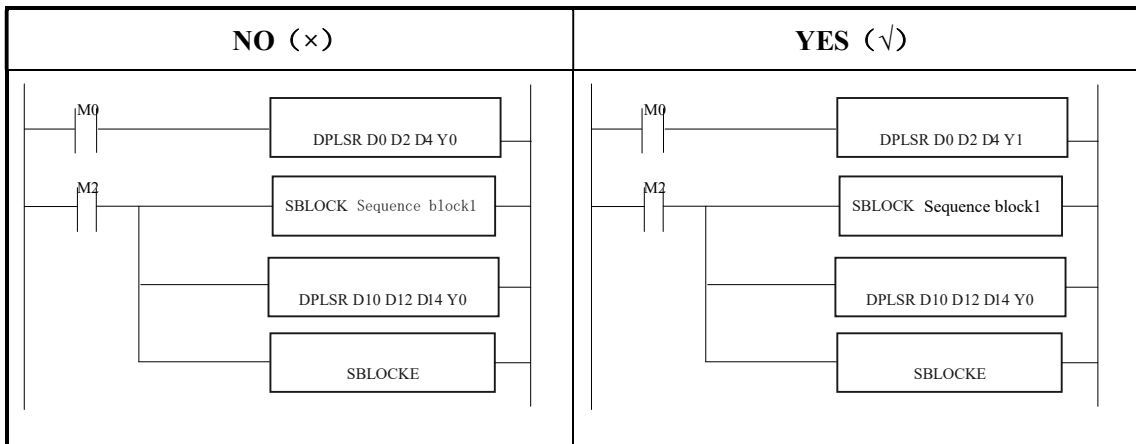 NO（×）
YES（√）
M0
DPLSR D0 D2 D4 Y0
M2
SBLOCK Sequence block1
DPLSR D10 D12 D14 Y0
SBLOCKE
M0
DPLSR D0 D2 D4 Y1
M2
SBLOCK Sequence block1
DPLSR D10 D12 D14 Y0
SBLOCKE